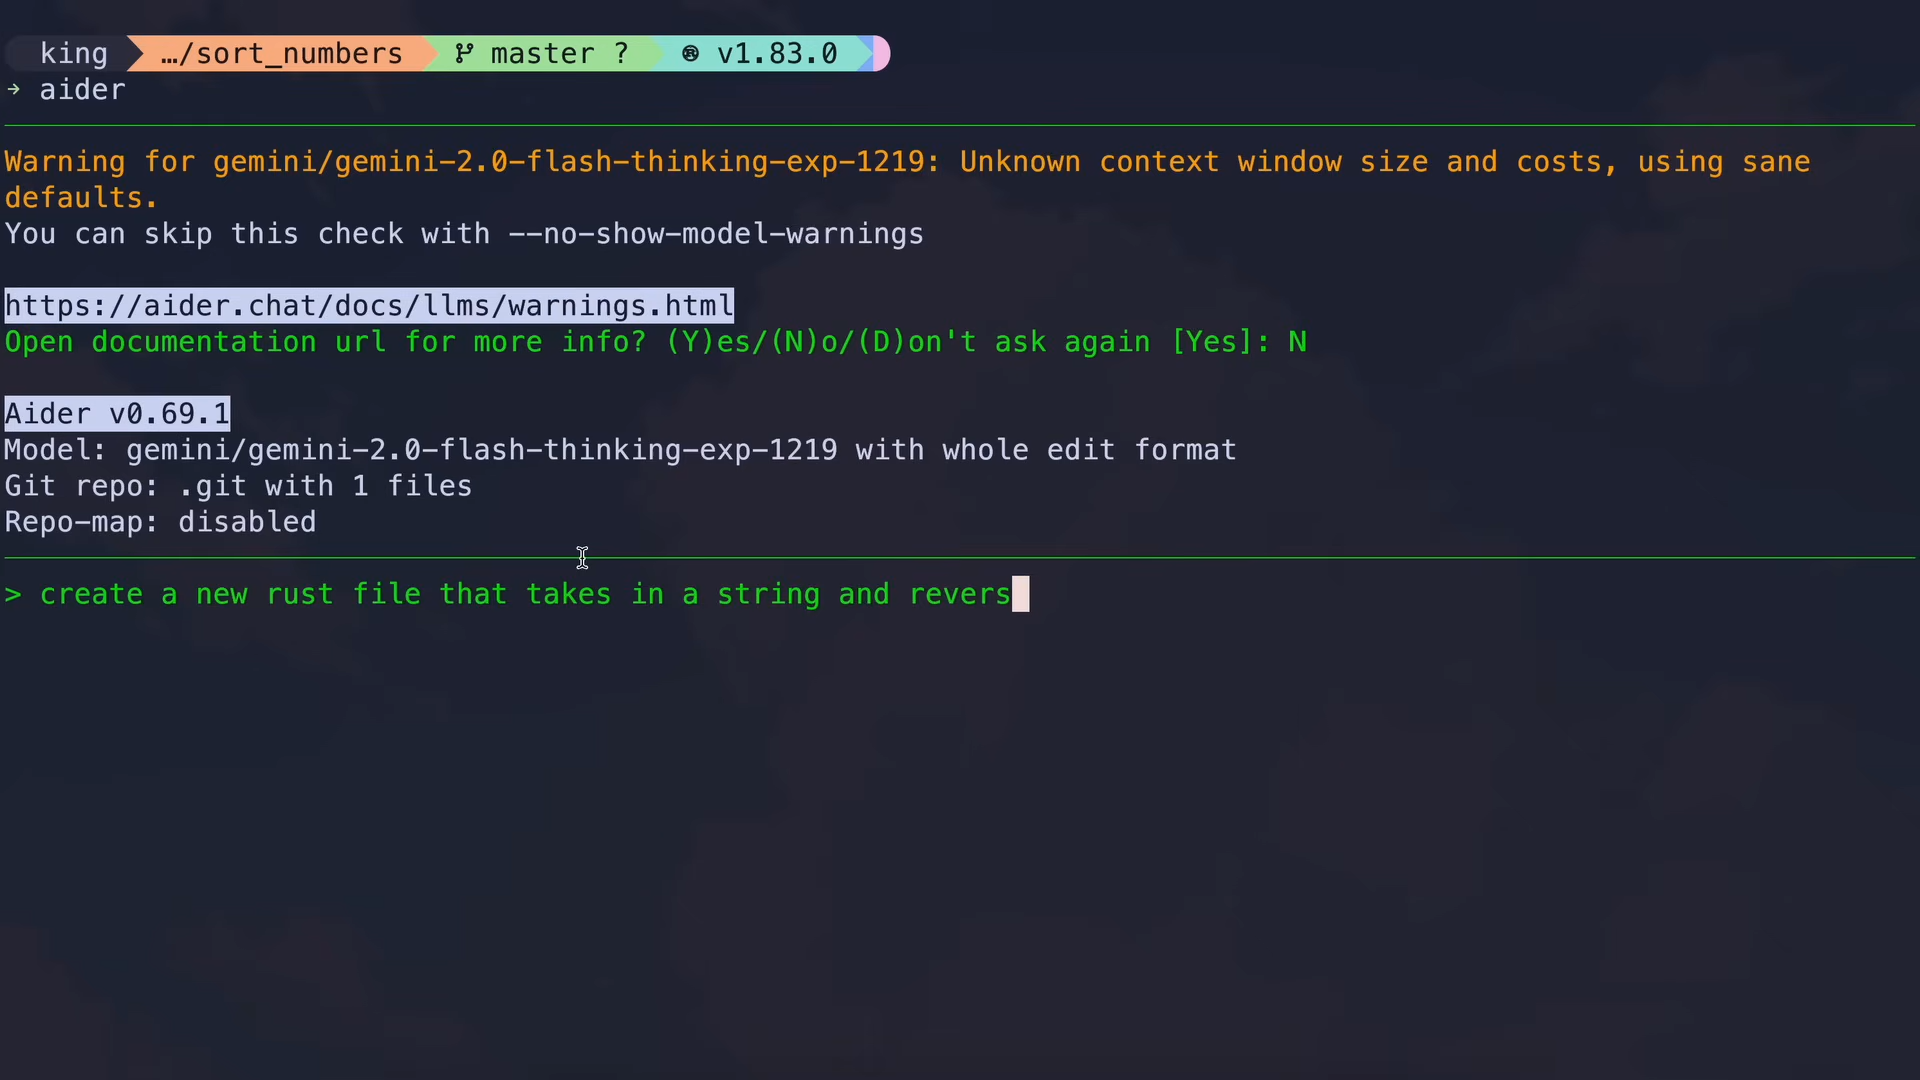 king …/sort_numbers master ? v1.83.0
→ aider
Warning for gemini/gemini-2.0-flash-thinking-exp-1219: Unknown context window size and costs, using sane
defaults.
You can skip this check with --no-show-model-warnings
https://aider.chat/docs/llms/warnings.html
Open documentation url for more info? (Y)es/(N)o/(D)on't ask again [Yes]: N
Aider v0.69.1
Model: gemini/gemini-2.0-flash-thinking-exp-1219 with whole edit format
Git repo: .git with 1 files
Repo-map: disabled
> create a new rust file that takes in a string and revers